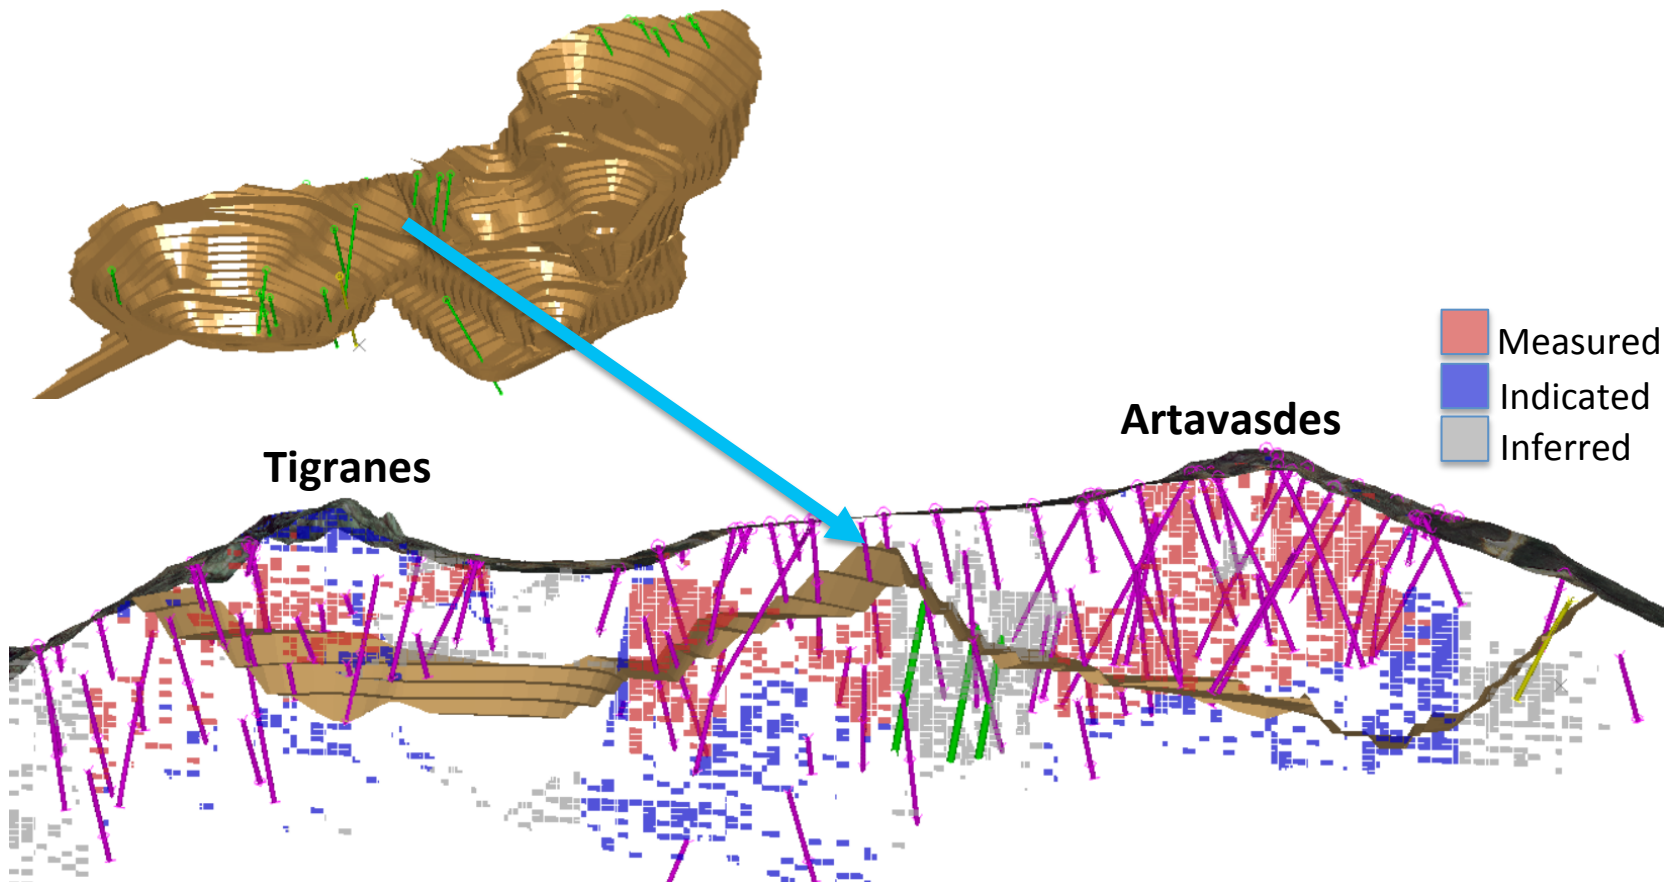 Measured
Indicated
Inferred
Artavasdes
Tigranes